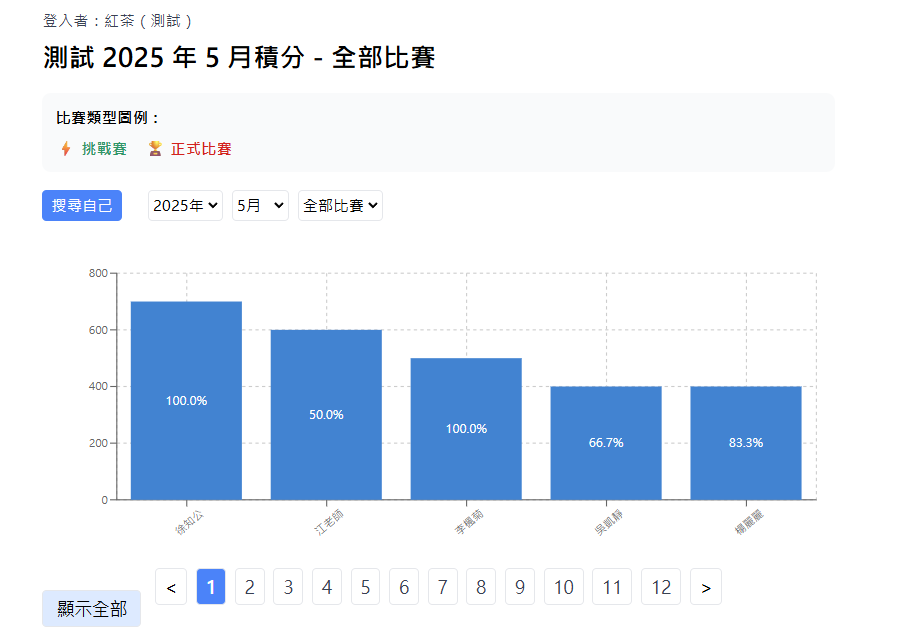 登入者：紅茶 ( 測試 )
測試 2025 年 5 月積分 - 全部比賽
比賽類型圖例：
挑戰賽 正式比賽
搜尋自己 2025年 5月 全部比賽
800
600
400
200
0
100.0% 50.0% 100.0% 66.7% 83.3%
徐知公 江老師 李楓菊 吳凱靜 楊麗麗
< 1 2 3 4 5 6 7 8 9 10 11 12 >
顯示全部